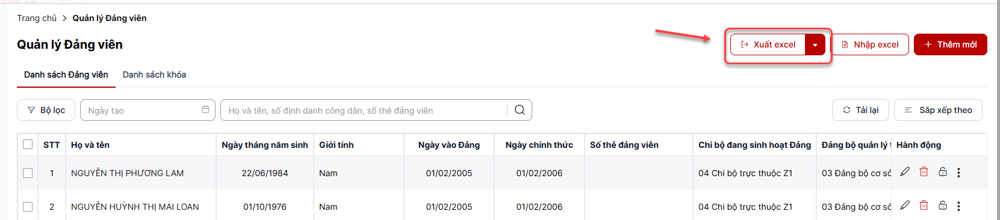 Trang chủ > Quản lý Đảng viên
Quản lý Đảng viên
Xuất excel
Nhập excel
+ Thêm mới
Danh sách Đảng viên
Danh sách khóa
Bộ lọc
Ngày tạo
Họ và tên, số định danh công dân, số thẻ đảng viên
Tải lại
Sắp xếp theo
STT Họ và tên Ngày tháng năm sinh Giới tính Ngày vào Đảng Ngày chính thức Số thẻ đảng viên Chi bộ đang sinh hoạt Đảng Đảng bộ quản lý Hành động
1 NGUYỄN THỊ PHƯƠNG LAM 22/06/1984 Nam 01/02/2005 01/02/2006 04 Chi bộ trực thuộc Z1 03 Đảng bộ cơ sở
2 NGUYỄN HUỲNH THỊ MAI LOAN 01/10/1976 Nam 01/02/2005 01/02/2006 04 Chi bộ trực thuộc Z1 03 Đảng bộ cơ sở